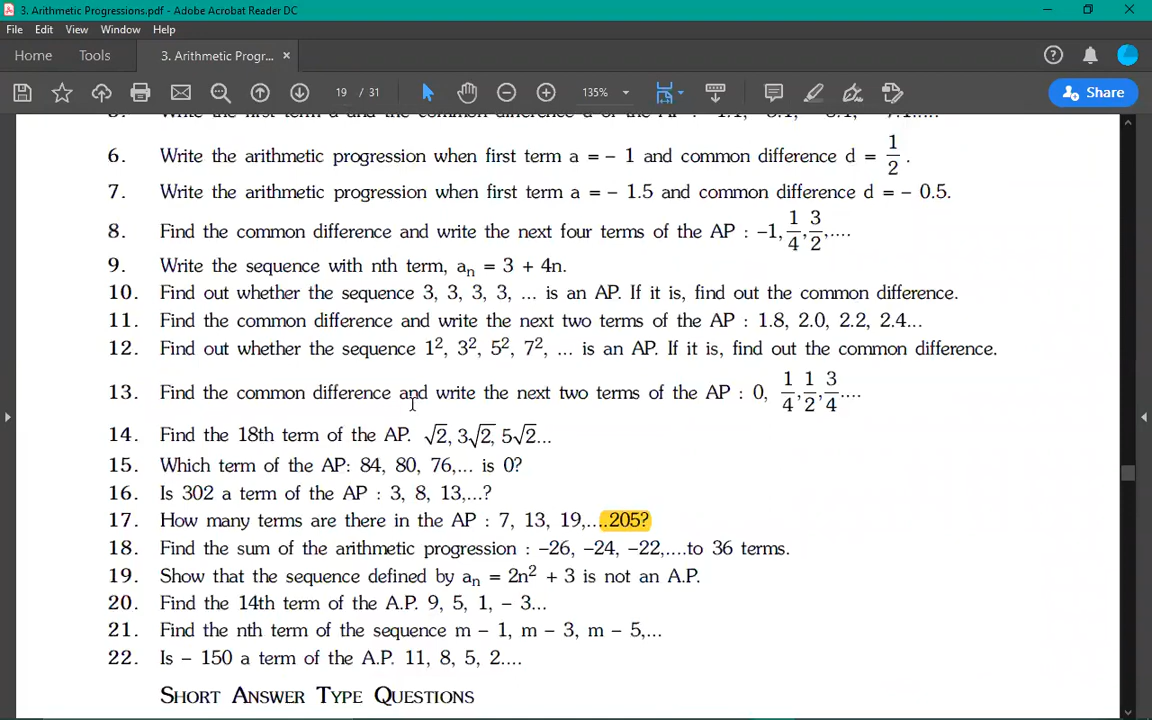 3. Arithmetic Progressions.pdf - Adobe Acrobat Reader DC
File Edit View Window Help
Home Tools 3. Arithmetic Progr... ×
19 / 31 135% Share
6. Write the arithmetic progression when first term a = – 1 and common difference d = 1/2 .
7. Write the arithmetic progression when first term a = – 1.5 and common difference d = – 0.5.
8. Find the common difference and write the next four terms of the AP : –1, 1/4, 3/2,....
9. Write the sequence with nth term, aₙ = 3 + 4n.
10. Find out whether the sequence 3, 3, 3, 3, ... is an AP. If it is, find out the common difference.
11. Find the common difference and write the next two terms of the AP : 1.8, 2.0, 2.2, 2.4...
12. Find out whether the sequence 1², 3², 5², 7², ... is an AP. If it is, find out the common difference.
13. Find the common difference and write the next two terms of the AP : 0, 1/4, 1/2, 3/4....
14. Find the 18th term of the AP. √2, 3√2, 5√2...
15. Which term of the AP: 84, 80, 76,... is 0?
16. Is 302 a term of the AP : 3, 8, 13,...?
17. How many terms are there in the AP : 7, 13, 19,....205?
18. Find the sum of the arithmetic progression : –26, –24, –22,....to 36 terms.
19. Show that the sequence defined by aₙ = 2n² + 3 is not an A.P.
20. Find the 14th term of the A.P. 9, 5, 1, – 3...
21. Find the nth term of the sequence m – 1, m – 3, m – 5,...
22. Is – 150 a term of the A.P. 11, 8, 5, 2....
SHORT ANSWER TYPE QUESTIONS